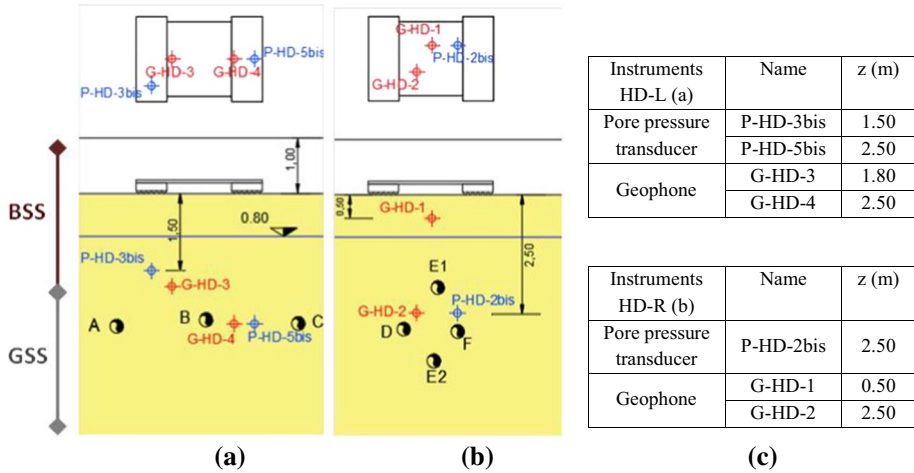 P-HD-5bis
G-HD-3
G-HD-4
P-HD-3bis
1,00
1,50
0.80
P-HD-3bis
G-HD-3
A
B
C
G-HD-4
P-HD-5bis
BSS
GSS
(a)
G-HD-1
P-HD-2bis
G-HD-2
0,50
G-HD-1
2,50
E1
G-HD-2
P-HD-2bis
D
F
E2
(b)
Instruments
HD-L (a)
Name
z (m)
Pore pressure
transducer
P-HD-3bis
1.50
P-HD-5bis
2.50
Geophone
G-HD-3
1.80
G-HD-4
2.50
Instruments
HD-R (b)
Name
z (m)
Pore pressure
transducer
P-HD-2bis
2.50
Geophone
G-HD-1
0.50
G-HD-2
2.50
(c)